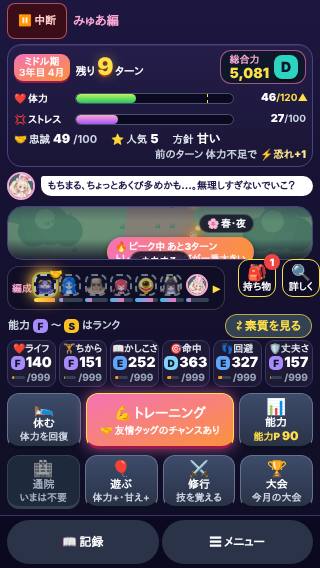 ⏸ 中断 みゅあ編
ミドル期
3年目 4月
残り 9 ターン
総合力
5,081 D
❤️体力 46/120▲
💢ストレス 27/100
🤝忠誠 49 /100 ⭐人気 5 方針 甘い
前のターン 体力不足で ⚡恐れ+1
もちまる、ちょっとあくび多めかも…。無理しすぎないでいこ?
🌸 春・夜
🔥 ピーク中 あと3ターン
編成
▶
🎒 1
持ち物
🔍
詳しく
能力 F 〜 S はランク
⇄ 素質を見る
❤️ライフ 🏋️ちから 📖かしこさ 🎯命中 👣回避 🛡️丈夫さ
F140 F151 E252 D363 E327 F157
/999 /999 /999 /999 /999 /999
💤
休む
体力を回復
💪 トレーニング
🤝 友情タッグのチャンスあり
📊
能力
能力P 90
🏥
通院
いまは不要
🎈
遊ぶ
体力+・甘え+
⚔️
修行
技を覚える
🏆
大会
今月の大会
📖 記録
☰ メニュー